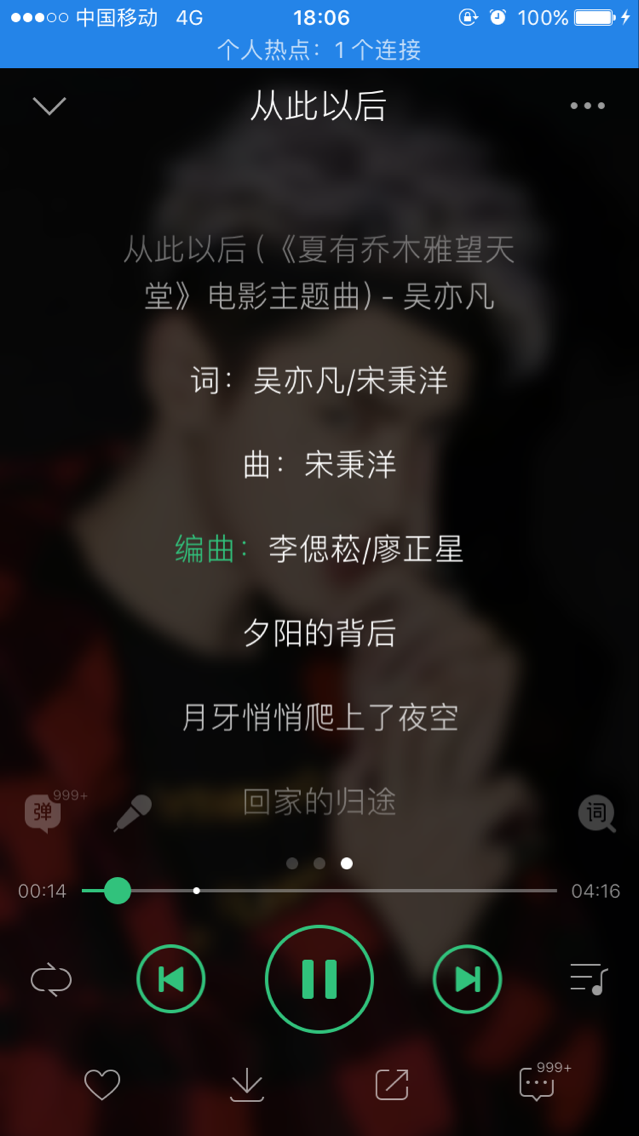 中国移动 4G 18:06 100%
个人热点：1 个连接
从此以后
从此以后 (《夏有乔木雅望天
堂》电影主题曲) - 吴亦凡
词：吴亦凡/宋秉洋
曲：宋秉洋
编曲：李偲菘/廖正星
夕阳的背后
月牙悄悄爬上了夜空
回家的归途
弹 999+
词
00:14 04:16
999+